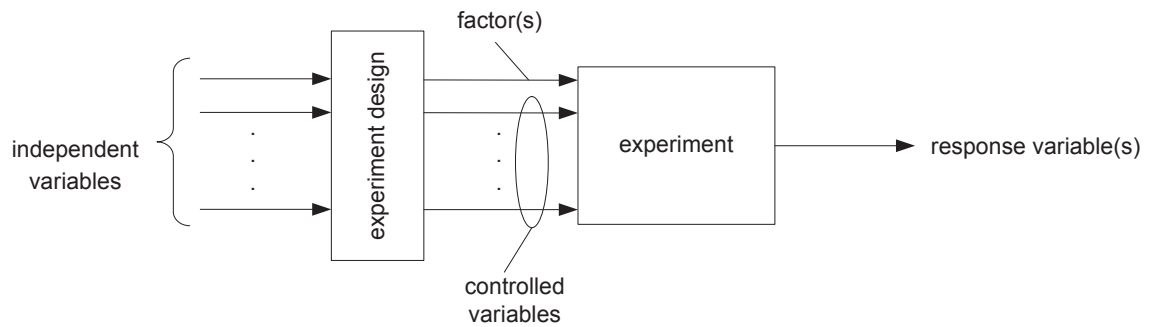 factor(s)
independent
variables
experiment design
experiment
response variable(s)
controlled
variables